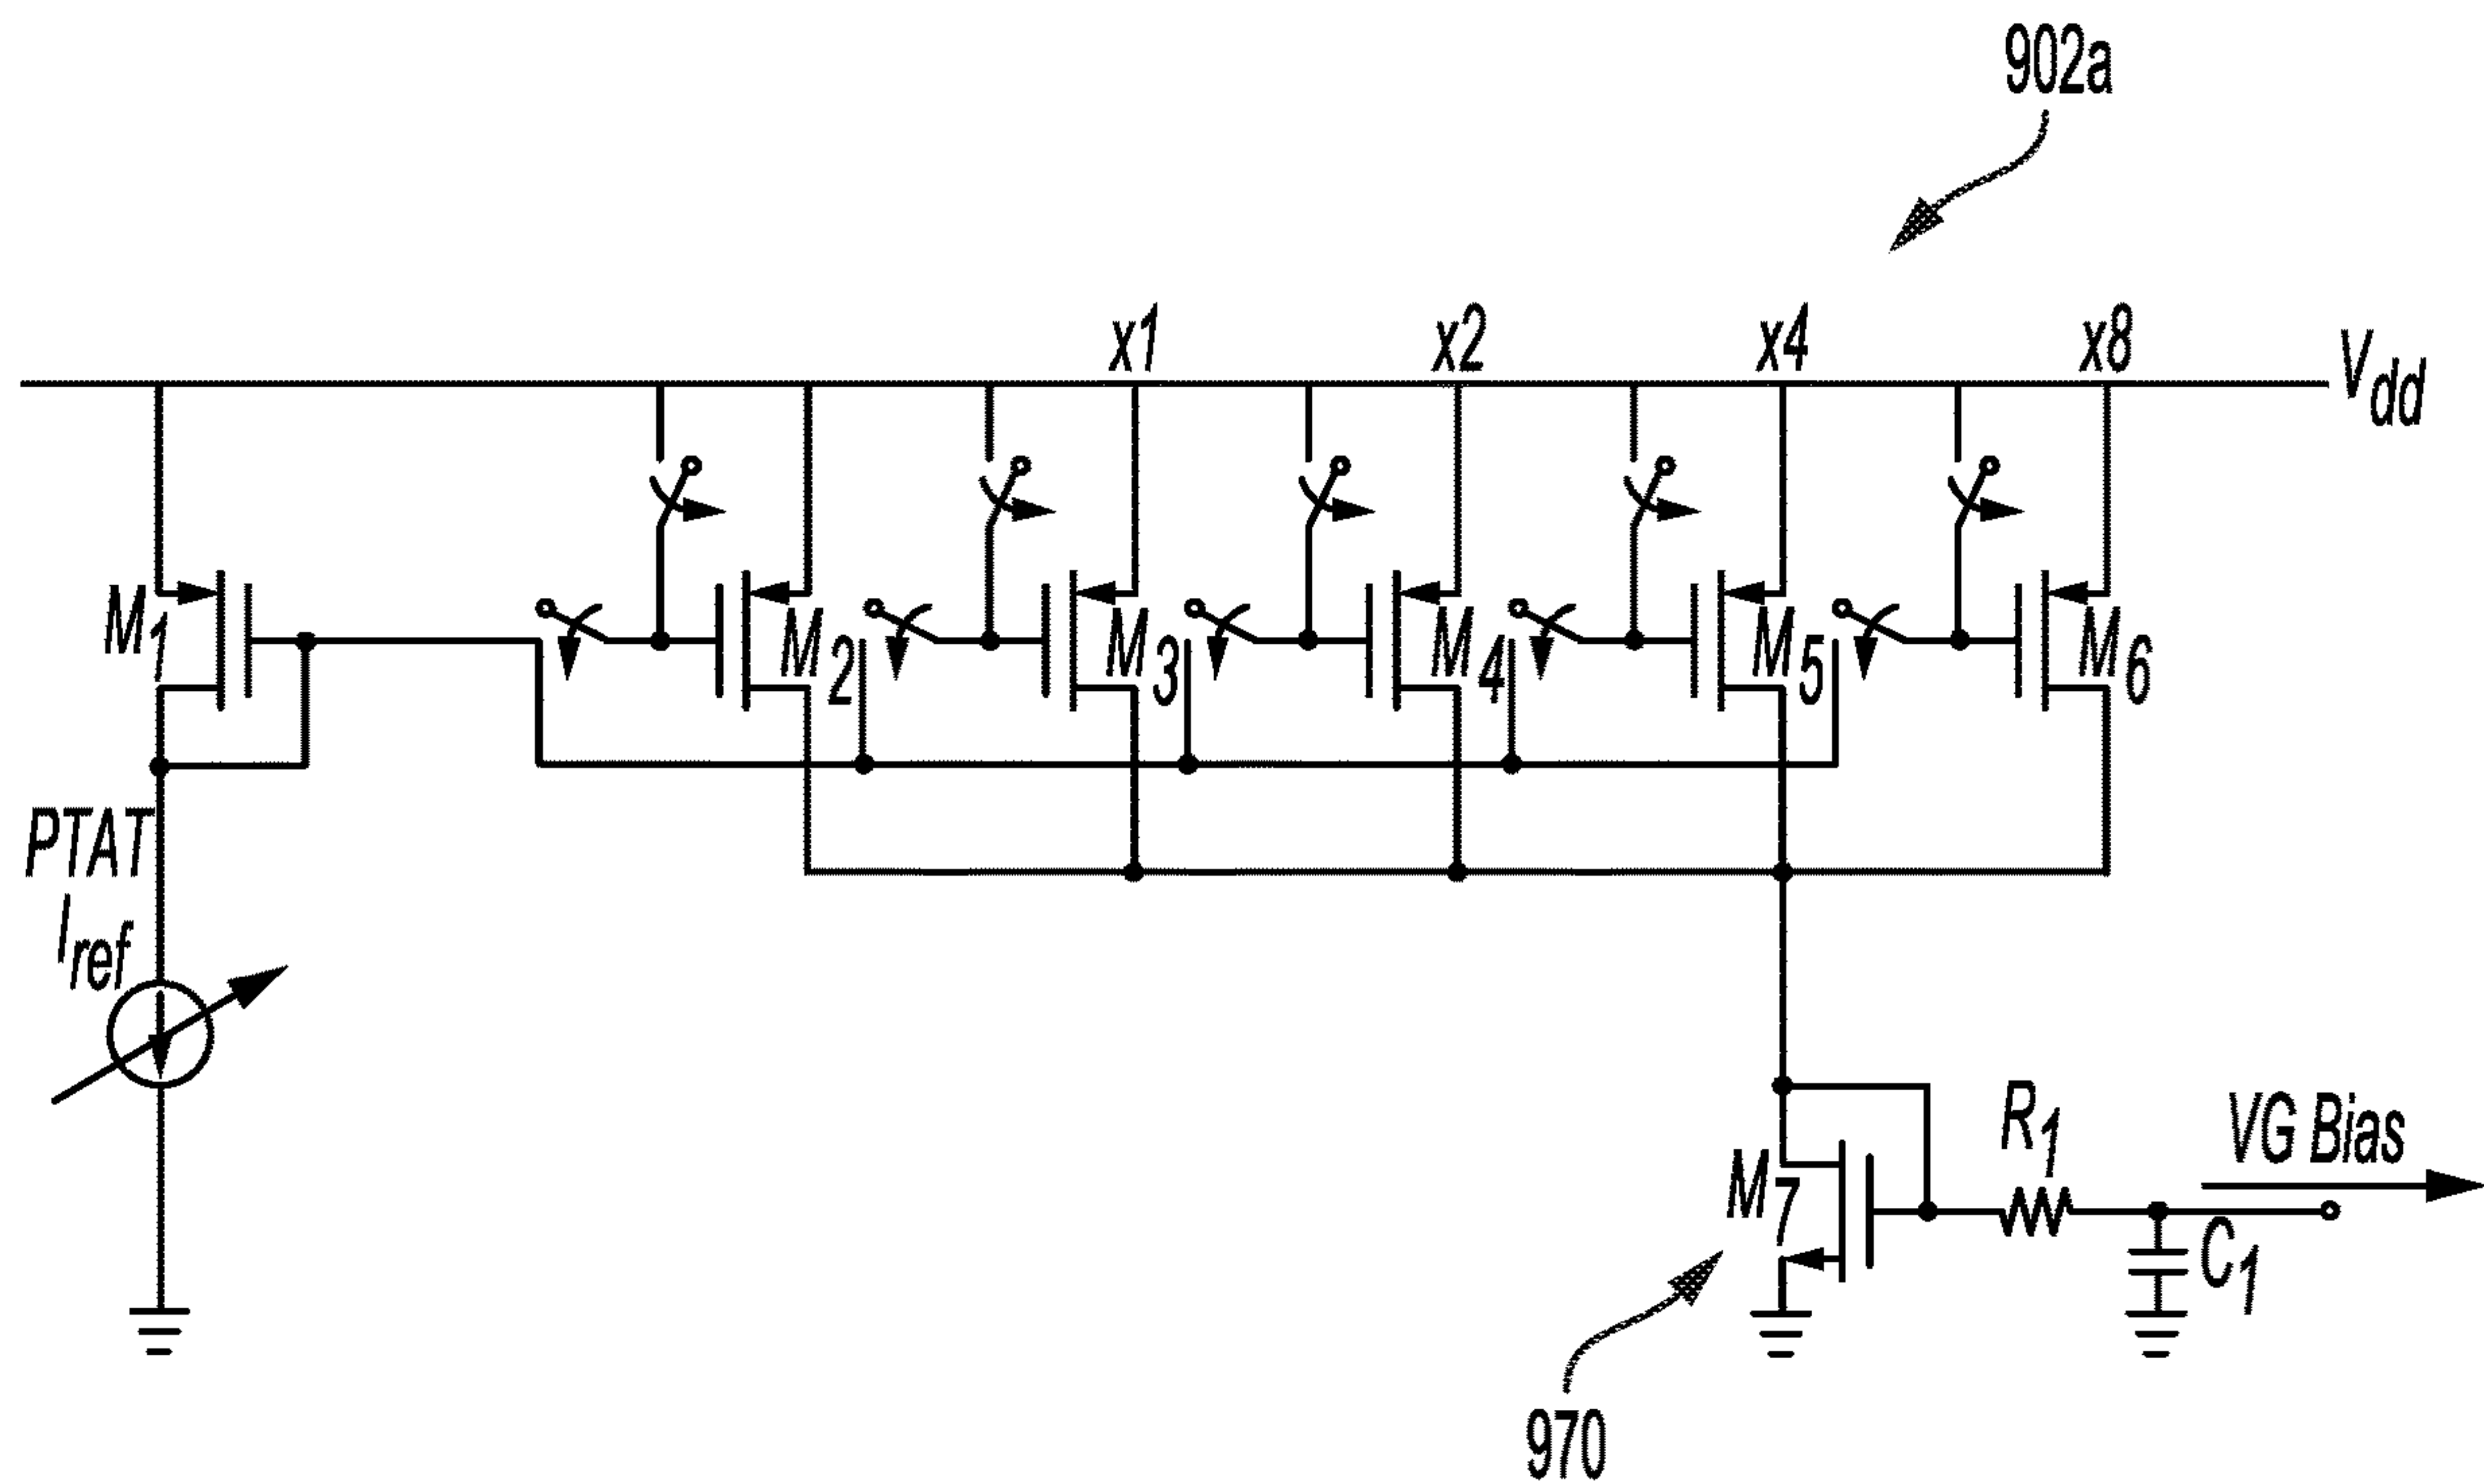 902a
x1 x2 x4 x8
Vdd
M1 M2 M3 M4 M5 M6
PTAT
Iref
R1 VG Bias
M7
C1
970